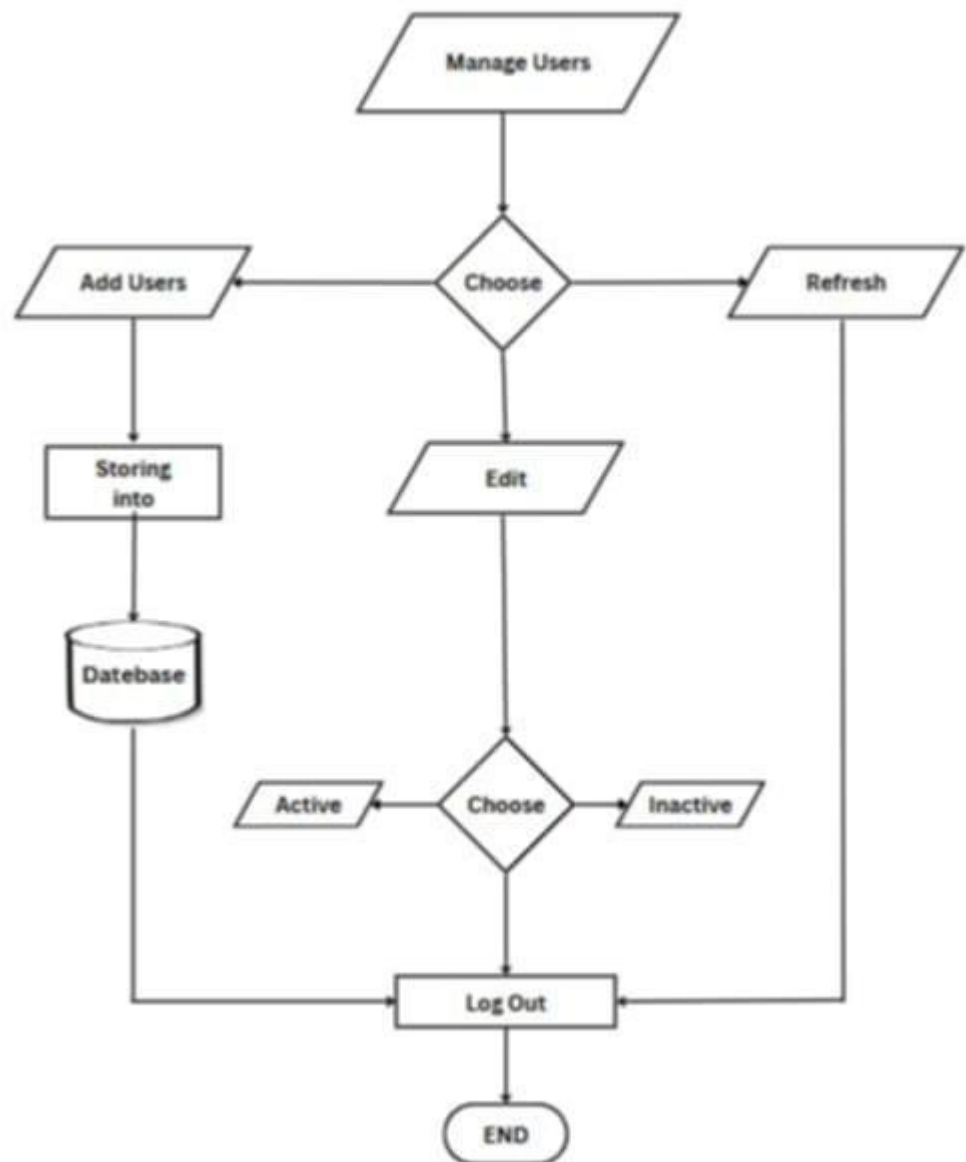 Manage Users
Add Users
Choose
Refresh
Storing
into
Edit
Datebase
Active
Choose
Inactive
Log Out
END